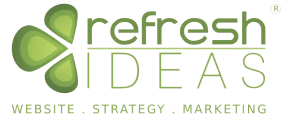 refresh®
IDEAS
WEBSITE . STRATEGY . MARKETING